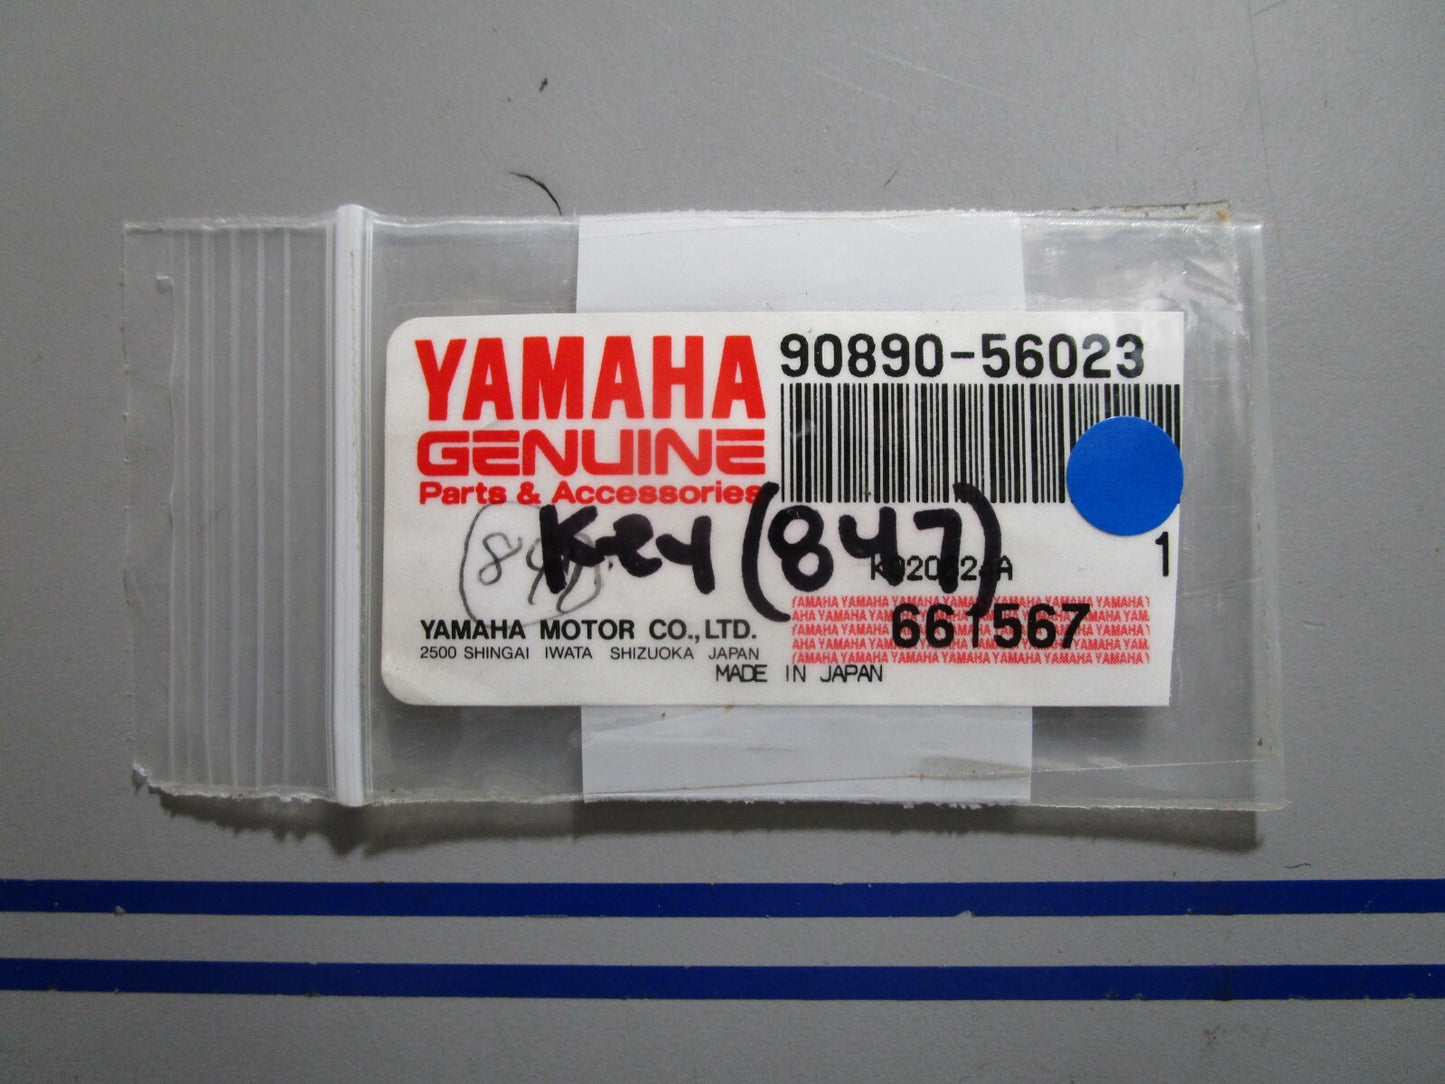 YAMAHA
GENUINE
Parts & Accessories
90890-56023
Key (847)
1
661567
YAMAHA MOTOR CO.,LTD.
2500 SHINGAI IWATA SHIZUOKA JAPAN
MADE IN JAPAN